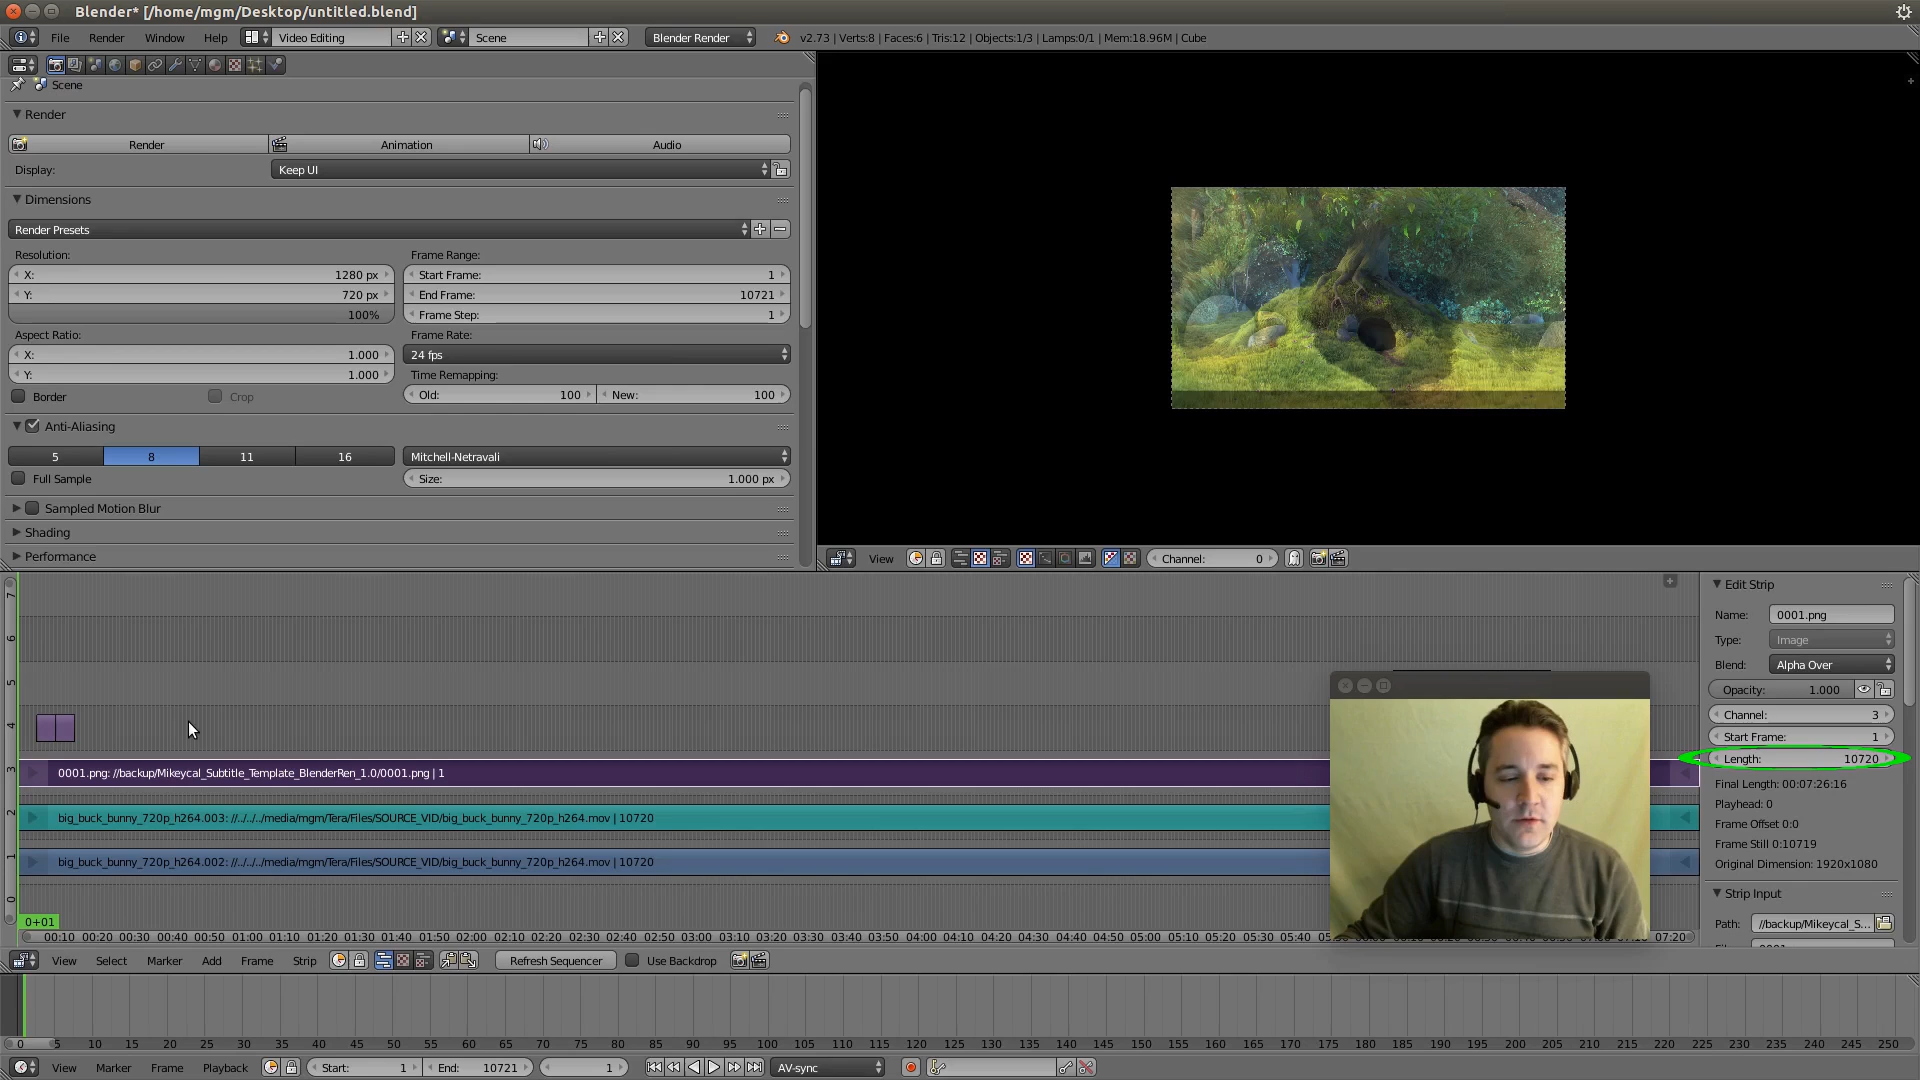 Blender* [/home/mgm/Desktop/untitled.blend]
File Render Window Help Video Editing Scene Blender Render v2.73 | Verts:8 | Faces:6 | Tris:12 | Objects:1/3 | Lamps:0/1 | Mem:18.96M | Cube
Scene
Render
Render Animation Audio
Display: Keep UI
Dimensions
Render Presets
Resolution: Frame Range:
X: 1280 px Start Frame: 1
Y: 720 px End Frame: 10721
100% Frame Step: 1
Aspect Ratio: Frame Rate:
X: 1.000 24 fps
Y: 1.000 Time Remapping:
Border Crop Old: 100 New: 100
Anti-Aliasing
5 8 11 16 Mitchell-Netravali
Full Sample Size: 1.000 px
Sampled Motion Blur
Shading
Performance
View Channel: 0
7
6
5
4
3
2
1
0
0001.png: //backup/Mikeycal_Subtitle_Template_BlenderRen_1.0/0001.png | 1
big_buck_bunny_720p_h264.003: //../../../media/mgm/Tera/Files/SOURCE_VID/big_buck_bunny_720p_h264.mov | 10720
big_buck_bunny_720p_h264.002: //../../../media/mgm/Tera/Files/SOURCE_VID/big_buck_bunny_720p_h264.mov | 10720
0+01
00:10 00:20 00:30 00:40 00:50 01:00 01:10 01:20 01:30 01:40 01:50 02:00 02:10 02:20 02:30 02:40 02:50 03:00 03:10 03:20 03:30 03:40 03:50 04:00 04:10 04:20 04:30 04:40 04:50 05:00 05:10 05:20 05:30 05:40 05:50 07:20
Edit Strip
Name: 0001.png
Type: Image
Blend: Alpha Over
Opacity: 1.000
Channel: 3
Start Frame: 1
Length: 10720
Final Length: 00:07:26:16
Playhead: 0
Frame Offset 0:0
Frame Still 0:10719
Original Dimension: 1920x1080
Strip Input
Path: //backup/Mikeycal_S...
View Select Marker Add Frame Strip Refresh Sequencer Use Backdrop
0 5 10 15 20 25 30 35 40 45 50 55 60 65 70 75 80 85 90 95 100 105 110 115 120 125 130 135 140 145 150 155 160 165 170 175 180 185 190 195 200 205 210 215 220 225 230 235 240 245 250
View Marker Frame Playback Start: 1 End: 10721 1 AV-sync